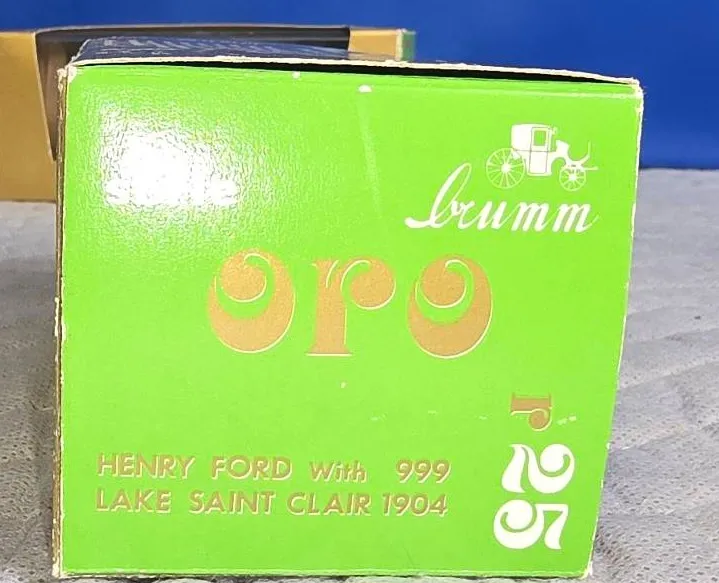 brumm
oro
r
25
HENRY FORD With 999
LAKE SAINT CLAIR 1904